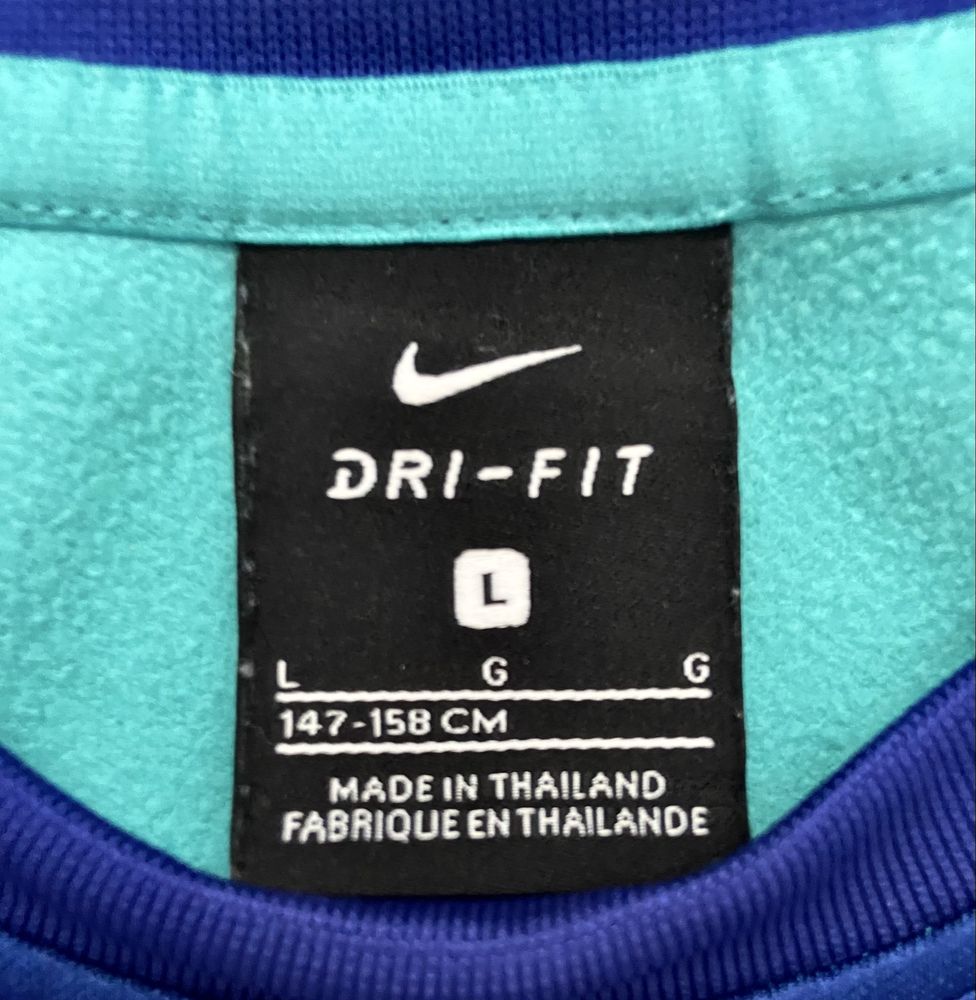 DRI-FIT
L
L G G
147-158 CM
MADE IN THAILAND
FABRIQUE EN THAILANDE